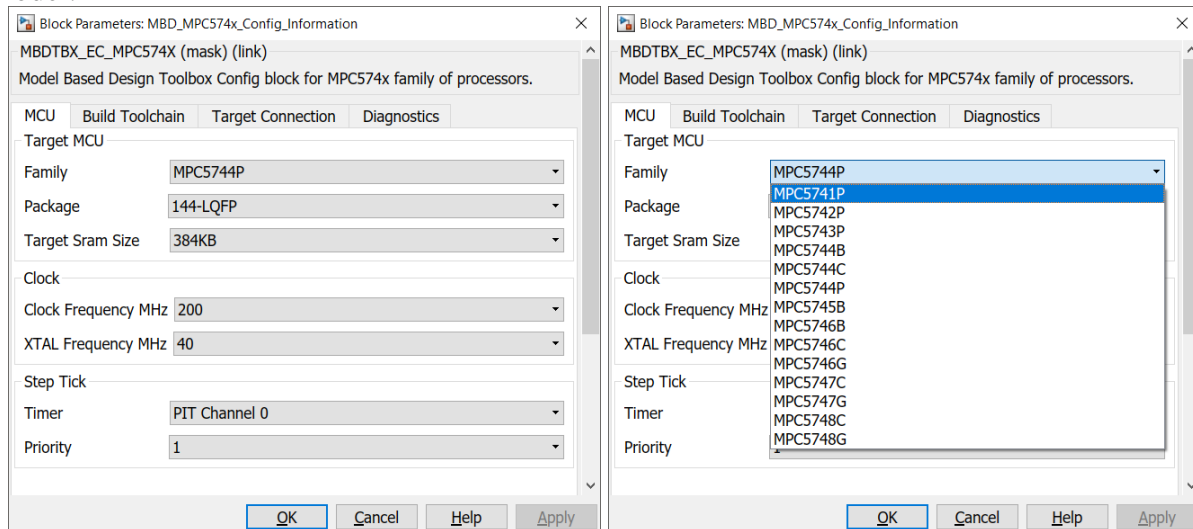 Block Parameters: MBD_MPC574x_Config_Information
MBDTBX_EC_MPC574X (mask) (link)
Model Based Design Toolbox Config block for MPC574x family of processors.
MCU Build Toolchain Target Connection Diagnostics
Target MCU
Family MPC5744P
Package 144-LQFP
Target Sram Size 384KB
Clock
Clock Frequency MHz 200
XTAL Frequency MHz 40
Step Tick
Timer PIT Channel 0
Priority 1
OK Cancel Help Apply
Block Parameters: MBD_MPC574x_Config_Information
MBDTBX_EC_MPC574X (mask) (link)
Model Based Design Toolbox Config block for MPC574x family of processors.
MCU Build Toolchain Target Connection Diagnostics
Target MCU
Family MPC5744P
MPC5741P
Package MPC5742P
MPC5743P
Target Sram Size MPC5744B
MPC5744C
Clock MPC5744P
Clock Frequency MHz MPC5745B
MPC5746B
XTAL Frequency MHz MPC5746C
MPC5746G
Step Tick MPC5747C
Timer MPC5747G
MPC5748C
Priority MPC5748G
OK Cancel Help Apply